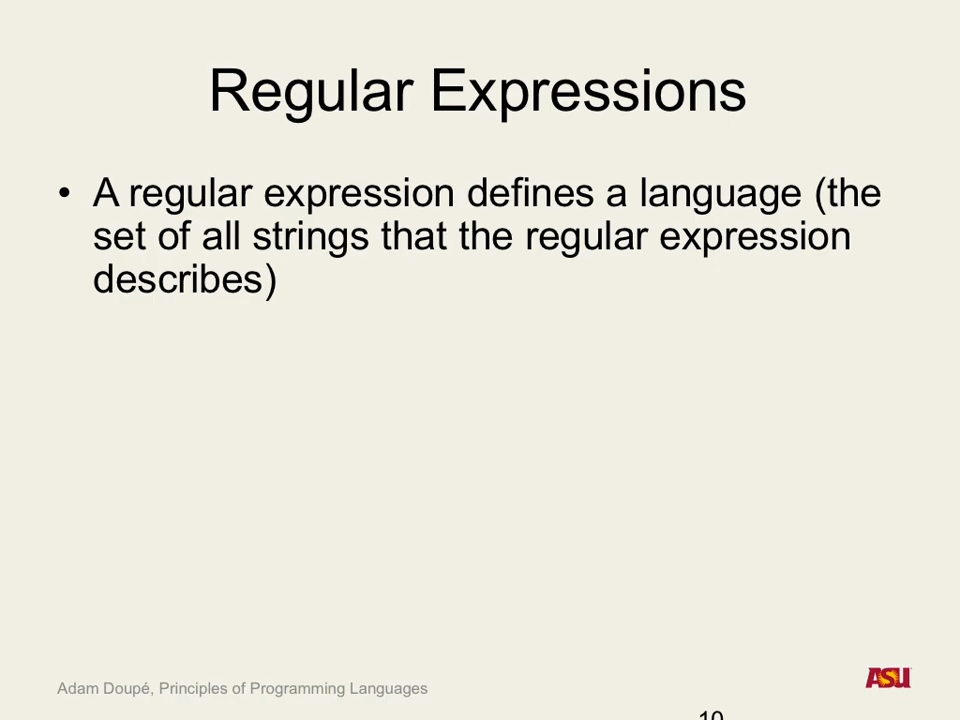 Regular Expressions
• A regular expression defines a language (the
set of all strings that the regular expression
describes)
Adam Doupé, Principles of Programming Languages
ASU
10